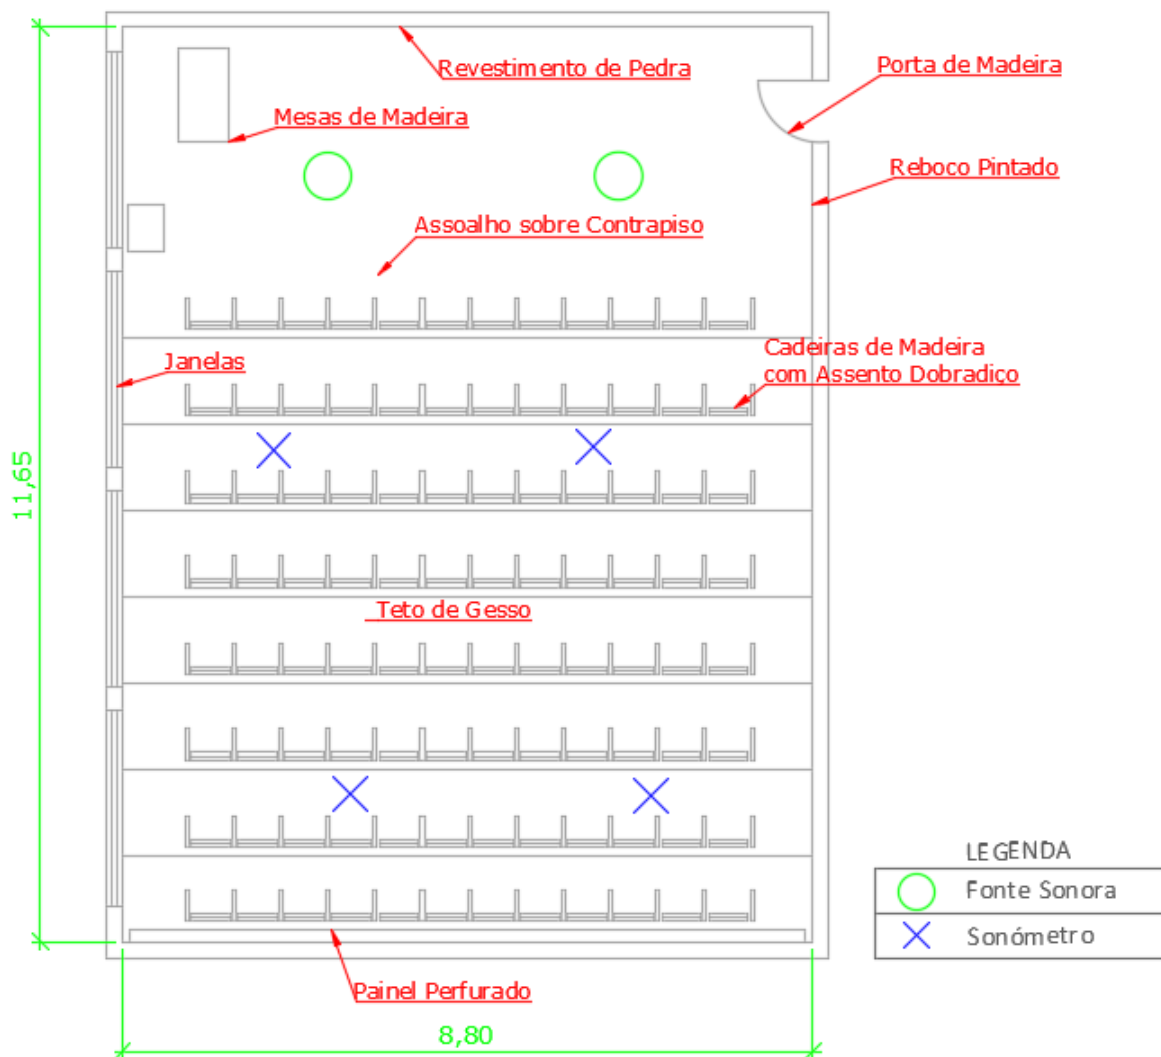 Revestimento de Pedra
Porta de Madeira
Mesas de Madeira
Reboco Pintado
Assoalho sobre Contrapiso
Janelas
Cadeiras de Madeira
com Assento Dobradiço
11,65
Teto de Gesso
LEGENDA
Fonte Sonora
Sonómetro
Painel Perfurado
8,80